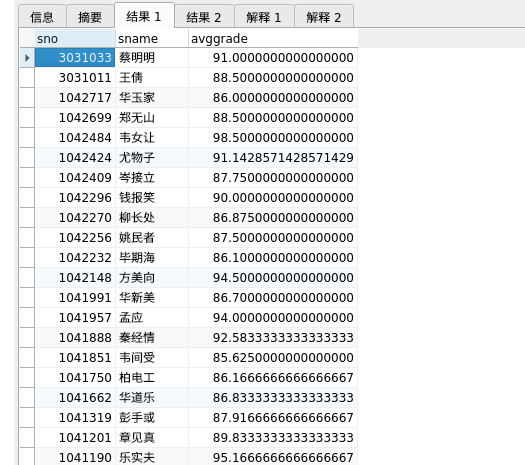 信息 摘要 结果 1 结果 2 解释 1 解释 2
sno sname avggrade
3031033 蔡明明 91.0000000000000000
3031011 王倩 88.5000000000000000
1042717 华玉家 86.0000000000000000
1042699 郑无山 88.5000000000000000
1042484 韦女让 98.5000000000000000
1042424 尤物子 91.1428571428571429
1042409 岑接立 87.7500000000000000
1042296 钱报笑 90.0000000000000000
1042270 柳长处 86.8750000000000000
1042256 姚民者 87.5000000000000000
1042232 毕期海 86.1000000000000000
1042148 方美向 94.5000000000000000
1041991 华新美 86.7000000000000000
1041957 孟应 94.0000000000000000
1041888 秦经情 92.5833333333333333
1041851 韦间受 85.6250000000000000
1041750 柏电工 86.1666666666666667
1041662 华道乐 86.8333333333333333
1041319 彭手或 87.9166666666666667
1041201 章见真 89.8333333333333333
1041190 乐实夫 95.1666666666666667